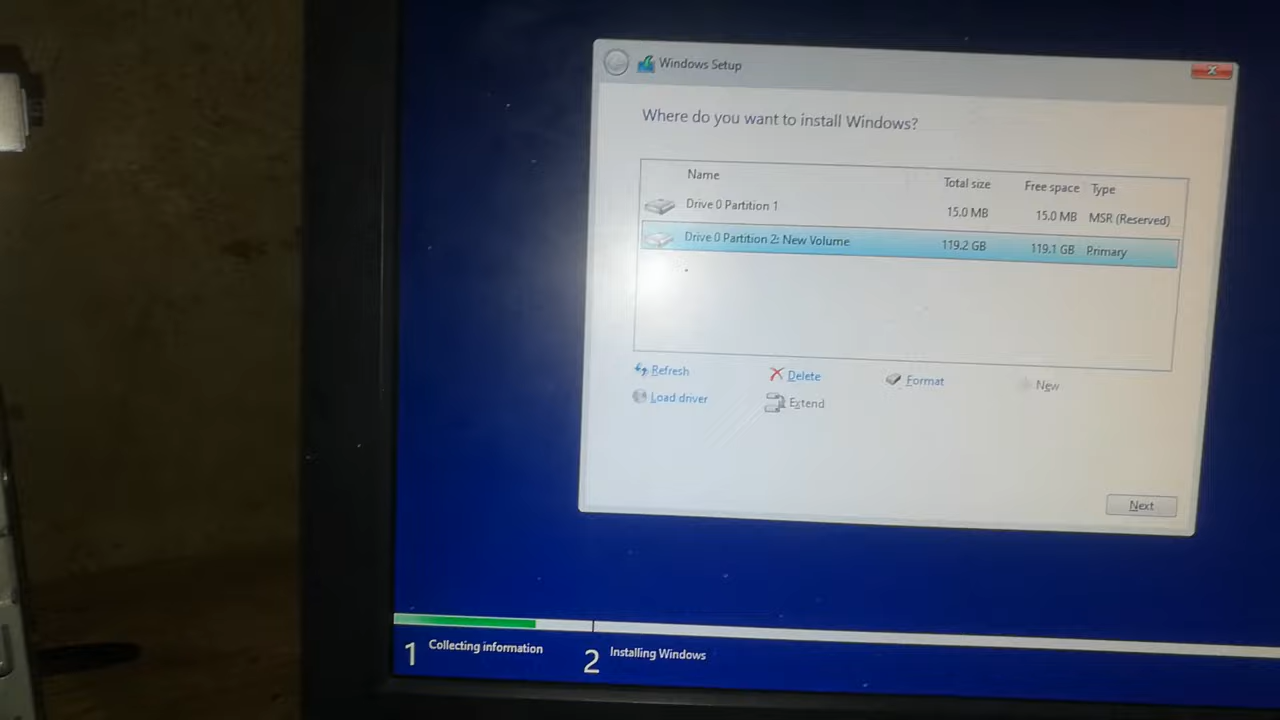 Windows Setup
Where do you want to install Windows?
Name Total size Free space Type
Drive 0 Partition 1 15.0 MB 15.0 MB MSR (Reserved)
Drive 0 Partition 2: New Volume 119.2 GB 119.1 GB Primary
Refresh Delete Format New
Load driver Extend
Next
1 Collecting information 2 Installing Windows